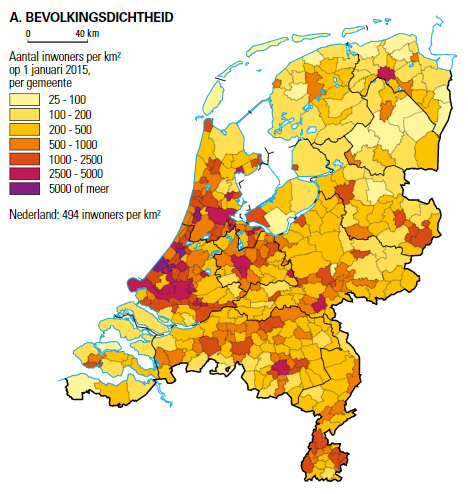 A. BEVOLKINGSDICHTHEID
0 40 km
Aantal inwoners per km²
op 1 januari 2015,
per gemeente
25 - 100
100 - 200
200 - 500
500 - 1000
1000 - 2500
2500 - 5000
5000 of meer
Nederland: 494 inwoners per km²